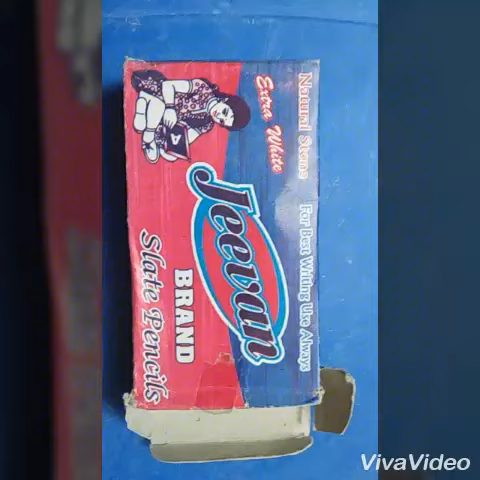 Natural Stone For Best Writing Use Always
Extra White
Jeevan
BRAND
Slate Pencils
A
VivaVideo